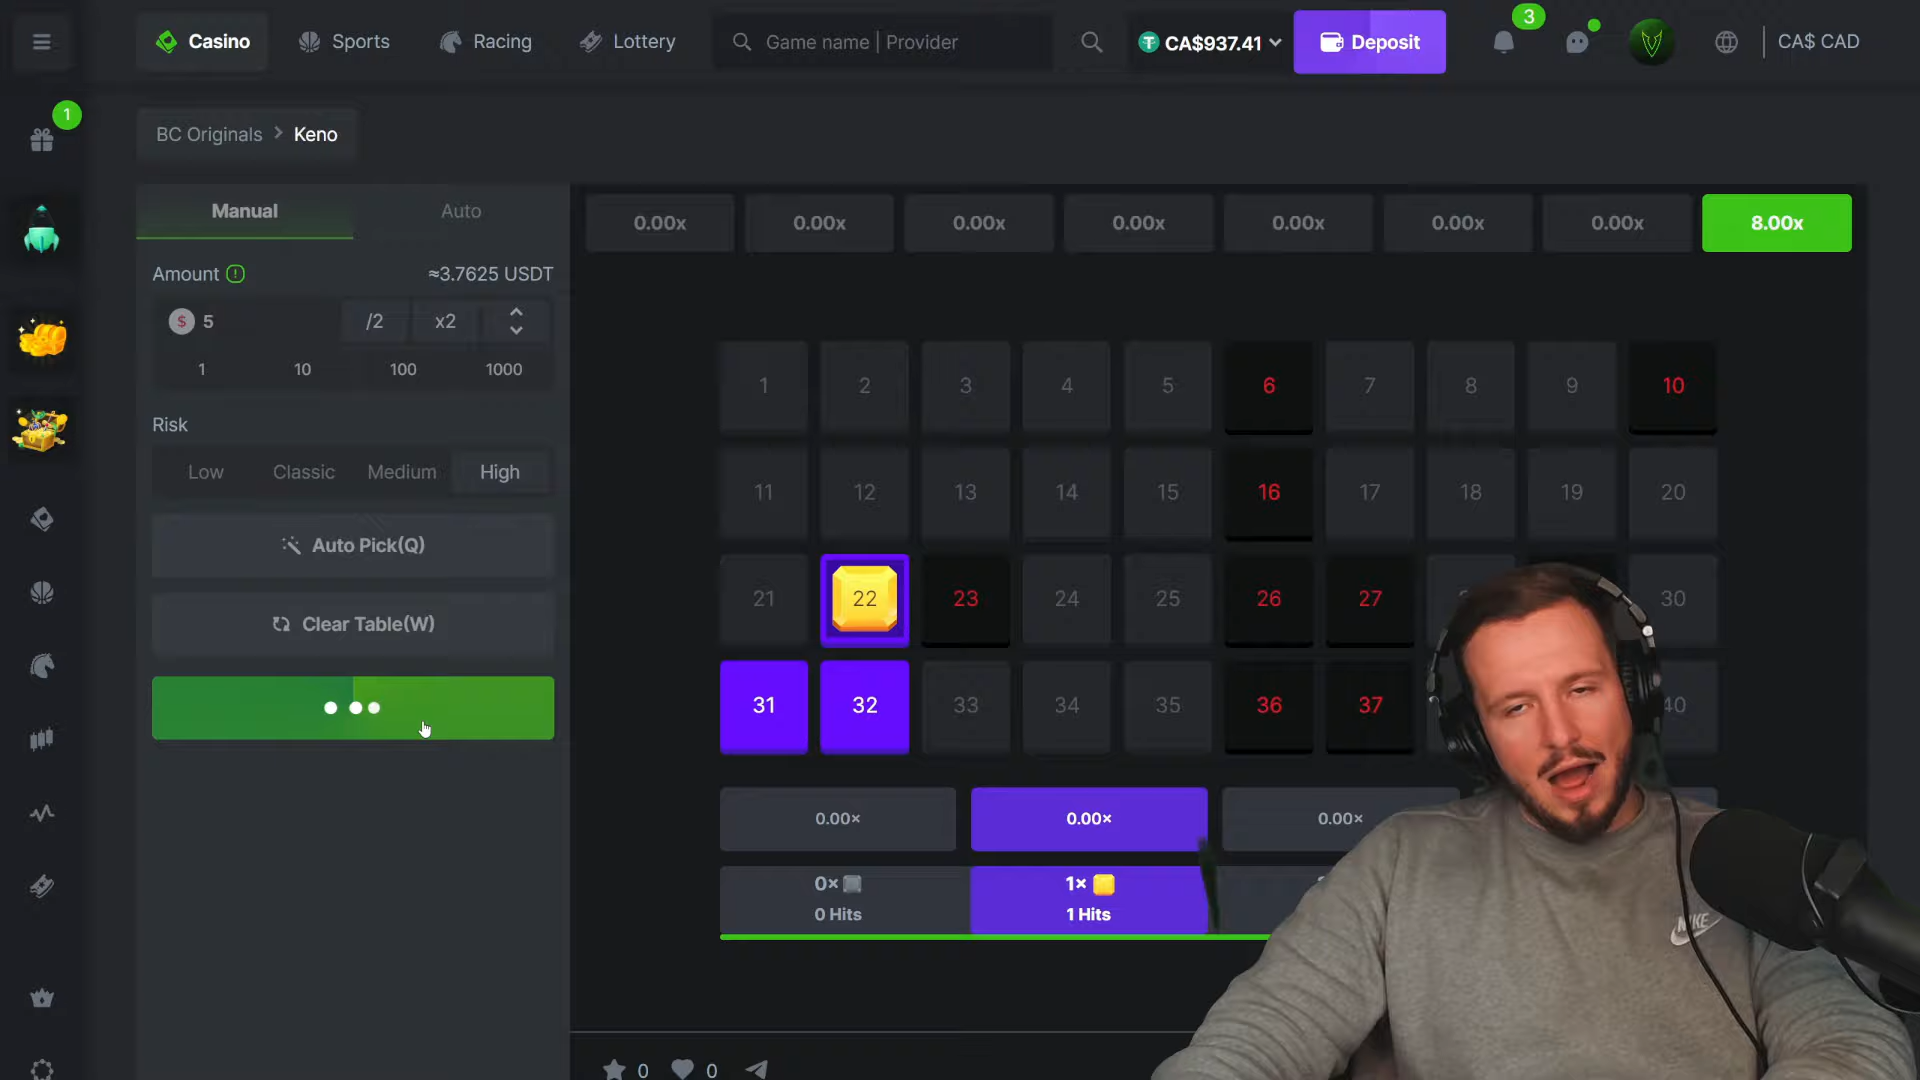 Casino
Sports
Racing
Lottery
Game name | Provider
CA$937.41
Deposit
3
CA$ CAD
1
BC Originals > Keno
Manual
Auto
0.00x
0.00x
0.00x
0.00x
0.00x
0.00x
0.00x
8.00x
Amount
≈3.7625 USDT
$ 5
/2
x2
1
10
100
1000
Risk
Low
Classic
Medium
High
Auto Pick(Q)
Clear Table(W)
1 2 3 4 5 6 7 8 9 10
11 12 13 14 15 16 17 18 19 20
21 22 23 24 25 26 27 30
31 32 33 34 35 36 37 40
0.00×
0.00×
0.00×
0×
0 Hits
1×
1 Hits
0
0
NIKE